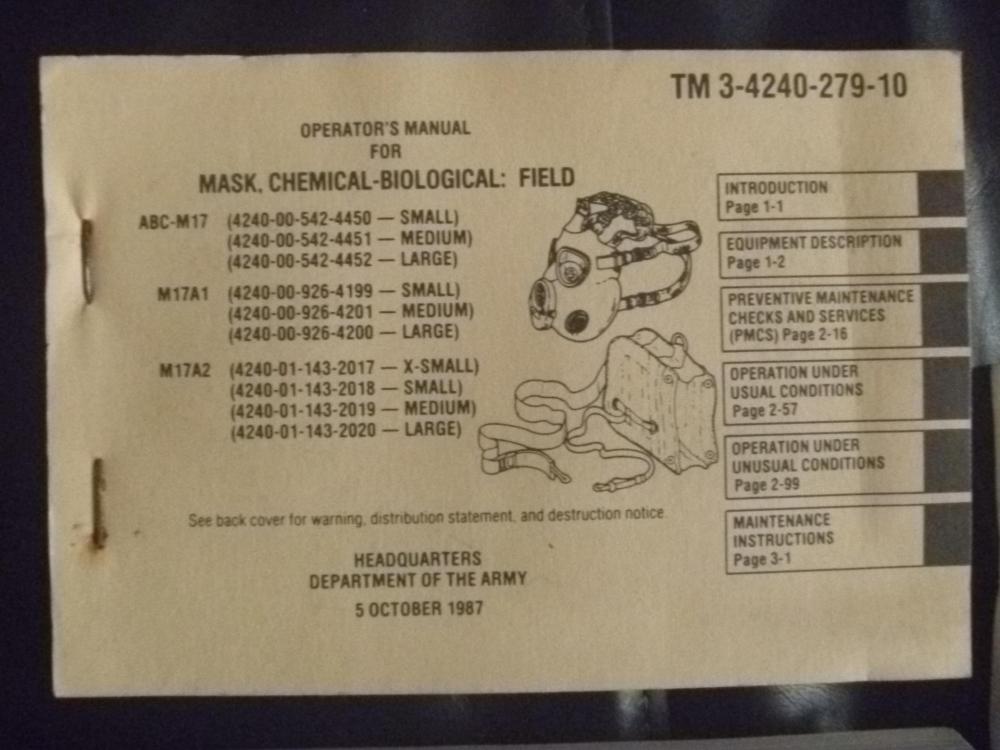 TM 3-4240-279-10
OPERATOR'S MANUAL
FOR
MASK, CHEMICAL-BIOLOGICAL: FIELD
ABC-M17 (4240-00-542-4450 — SMALL)
(4240-00-542-4451 — MEDIUM)
(4240-00-542-4452 — LARGE)
M17A1 (4240-00-926-4199 — SMALL)
(4240-00-926-4201 — MEDIUM)
(4240-00-926-4200 — LARGE)
M17A2 (4240-01-143-2017 — X-SMALL)
(4240-01-143-2018 — SMALL)
(4240-01-143-2019 — MEDIUM)
(4240-01-143-2020 — LARGE)
See back cover for warning, distribution statement, and destruction notice.
HEADQUARTERS
DEPARTMENT OF THE ARMY
5 OCTOBER 1987
INTRODUCTION
Page 1-1
EQUIPMENT DESCRIPTION
Page 1-2
PREVENTIVE MAINTENANCE
CHECKS AND SERVICES
(PMCS) Page 2-16
OPERATION UNDER
USUAL CONDITIONS
Page 2-57
OPERATION UNDER
UNUSUAL CONDITIONS
Page 2-99
MAINTENANCE
INSTRUCTIONS
Page 3-1